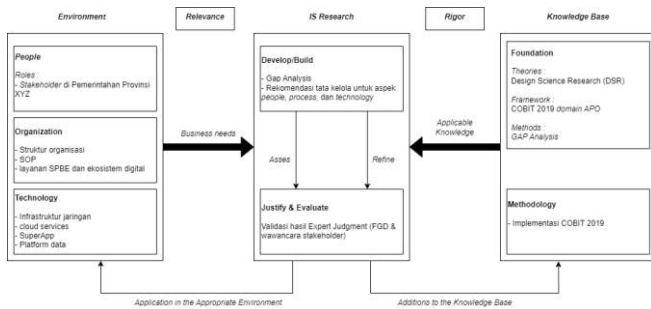 Environment
Relevance
IS Research
Rigor
Knowledge Base
People
Roles :
- Stakeholder di Pemerintahan Provinsi
XYZ
Organization
- Struktur organisasi
- SOP
- layanan SPBE dan ekosistem digital
Technology
- Infrastruktur jaringan
- cloud services
- SuperApp
- Platform data
Business needs
Develop/Build
- Gap Analysis
- Rekomendasi tata kelola untuk aspek
people, process, dan technology
Asses
Refine
Justify & Evaluate
Validasi hasil Expert Judgment (FGD &
wawancara stakeholder)
Applicable
Knowledge
Foundation
Theories :
Design Science Research (DSR)
Framework :
COBIT 2019 domain APO
Methods :
GAP Analysis
Methodology
- Implementasi COBIT 2019
Application in the Appropriate Environment
Additions to the Knowledge Base